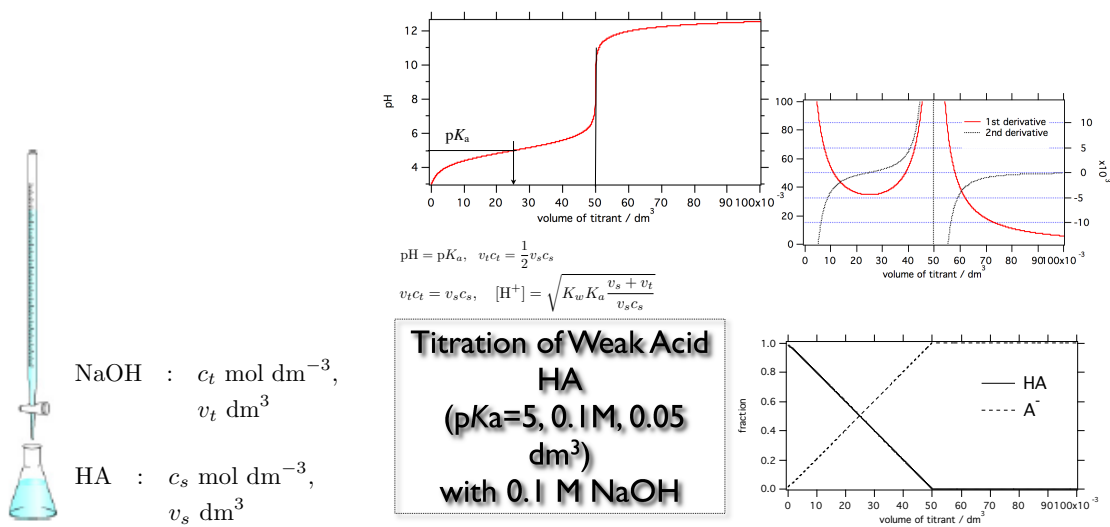 NaOH : c_t mol dm^{-3},
v_t dm^3
HA : c_s mol dm^{-3},
v_s dm^3
12
10
8
6
4
pH
pK_a
0 10 20 30 40 50 60 70 80 90 100x10^{-3}
volume of titrant / dm^3
pH = pK_a, v_t c_t = \frac{1}{2} v_s c_s
v_t c_t = v_s c_s, [H^+] = \sqrt{K_w K_a \frac{v_s + v_t}{v_s c_s}}
Titration of Weak Acid
HA
(pKa=5, 0.1M, 0.05
dm^3)
with 0.1 M NaOH
100
80
60
40
20
0
1st derivative
2nd derivative
10
5
0
-5
-10
x10^3
0 10 20 30 40 50 60 70 80 90100x10^{-3}
volume of titrant / dm^3
1.0
0.8
0.6
0.4
0.2
0.0
fraction
HA
A^-
0 10 20 30 40 50 60 70 80 90100x10^{-3}
volume of titrant / dm^3